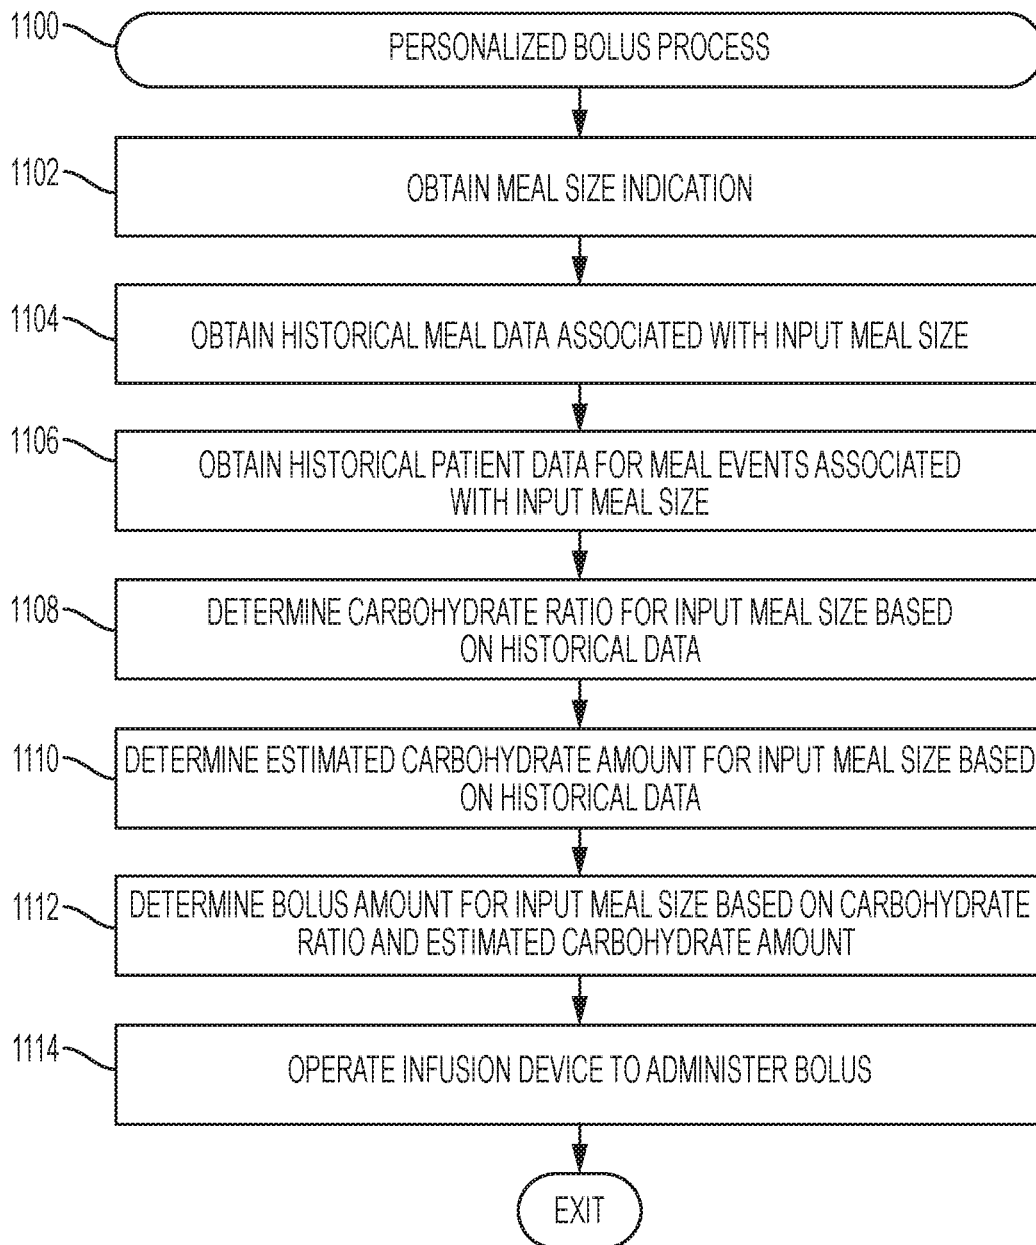 1100
PERSONALIZED BOLUS PROCESS
1102
OBTAIN MEAL SIZE INDICATION
1104
OBTAIN HISTORICAL MEAL DATA ASSOCIATED WITH INPUT MEAL SIZE
1106
OBTAIN HISTORICAL PATIENT DATA FOR MEAL EVENTS ASSOCIATED
WITH INPUT MEAL SIZE
1108
DETERMINE CARBOHYDRATE RATIO FOR INPUT MEAL SIZE BASED
ON HISTORICAL DATA
1110
DETERMINE ESTIMATED CARBOHYDRATE AMOUNT FOR INPUT MEAL SIZE BASED
ON HISTORICAL DATA
1112
DETERMINE BOLUS AMOUNT FOR INPUT MEAL SIZE BASED ON CARBOHYDRATE
RATIO AND ESTIMATED CARBOHYDRATE AMOUNT
1114
OPERATE INFUSION DEVICE TO ADMINISTER BOLUS
EXIT